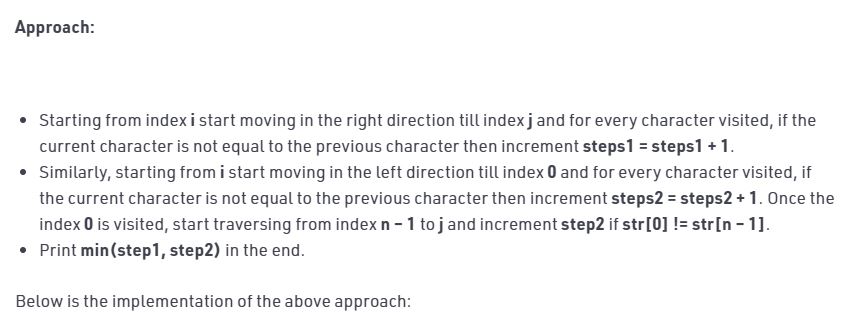 Approach:
• Starting from index i start moving in the right direction till index j and for every character visited, if the
current character is not equal to the previous character then increment steps1 = steps1 + 1.
• Similarly, starting from i start moving in the left direction till index 0 and for every character visited, if
the current character is not equal to the previous character then increment steps2 = steps2 + 1. Once the
index 0 is visited, start traversing from index n – 1 to j and increment step2 if str[0] != str[n – 1].
• Print min(step1, step2) in the end.
Below is the implementation of the above approach: